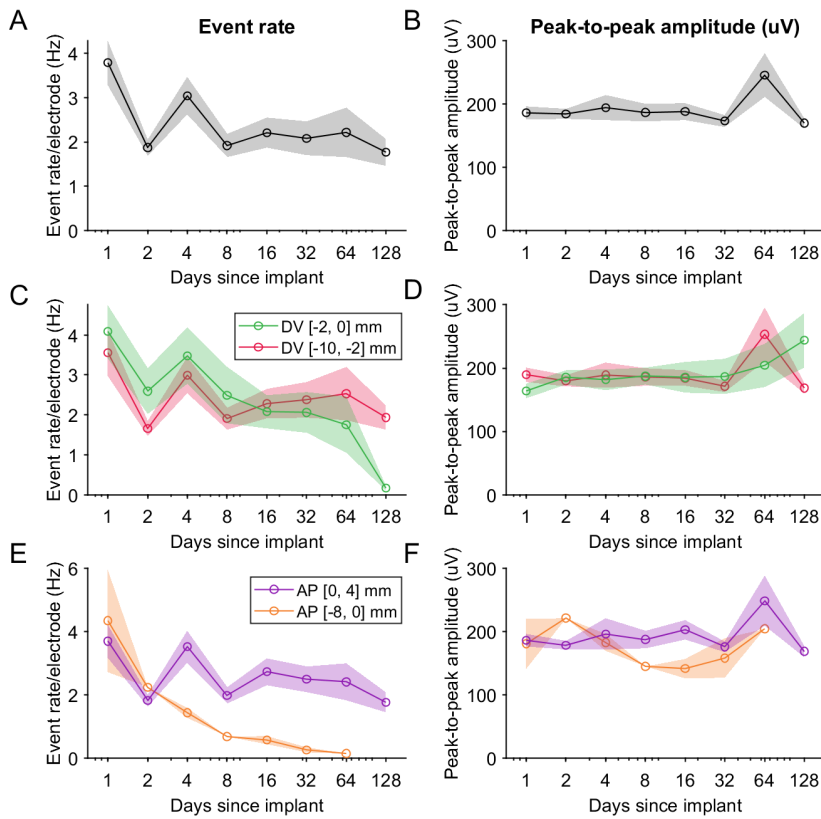 A
Event rate
Event rate/electrode (Hz)
4
3
2
1
0
1 2 4 8 16 32 64 128
Days since implant
B
Peak-to-peak amplitude (uV)
Peak-to-peak amplitude (uV)
300
200
100
0
1 2 4 8 16 32 64 128
Days since implant
C
Event rate/electrode (Hz)
4
3
2
1
0
DV [-2, 0] mm
DV [-10, -2] mm
1 2 4 8 16 32 64 128
Days since implant
D
Peak-to-peak amplitude (uV)
300
200
100
0
1 2 4 8 16 32 64 128
Days since implant
E
Event rate/electrode (Hz)
6
4
2
0
AP [0, 4] mm
AP [-8, 0] mm
1 2 4 8 16 32 64 128
Days since implant
F
Peak-to-peak amplitude (uV)
300
200
100
0
1 2 4 8 16 32 64 128
Days since implant